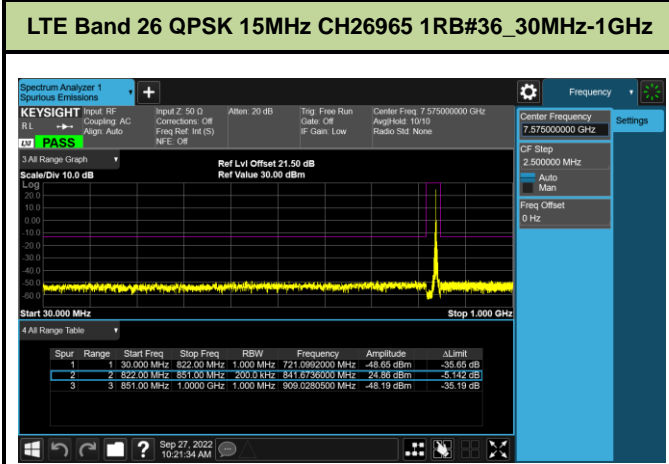 LTE Band 26 QPSK 15MHz CH26965 1RB#36_30MHz-1GHz
Spectrum Analyzer 1
Spurious Emissions
+
Frequency
KEYSIGHT Input: RF Input Z: 50 Ω Atten: 20 dB Trig: Free Run Center Freq: 7.575000000 GHz
RL Coupling: AC Corrections: Off Gate: Off Avg|Hold: 10/10
Align: Auto Freq Ref: Int (S) IF Gain: Low Radio Std: None
LXI PASS NFE: Off
Center Frequency
7.575000000 GHz
Settings
CF Step
2.500000 MHz
Auto
Man
Freq Offset
0 Hz
3 All Range Graph
Ref Lvl Offset 21.50 dB
Scale/Div 10.0 dB Ref Value 30.00 dBm
Log
20.0
10.0
0.00
-10.0
-20.0
-30.0
-40.0
-50.0
-60.0
Start 30.000 MHz Stop 1.000 GHz
4 All Range Table
Spur Range Start Freq Stop Freq RBW Frequency Amplitude ΔLimit
1 1 30.000 MHz 822.00 MHz 1.000 MHz 721.0992000 MHz -48.65 dBm -35.65 dB
2 2 822.00 MHz 851.00 MHz 200.0 kHz 841.6736000 MHz 24.86 dBm -5.142 dB
3 3 851.00 MHz 1.0000 GHz 1.000 MHz 909.0280500 MHz -48.19 dBm -35.19 dB
? Sep 27, 2022
10:21:34 AM